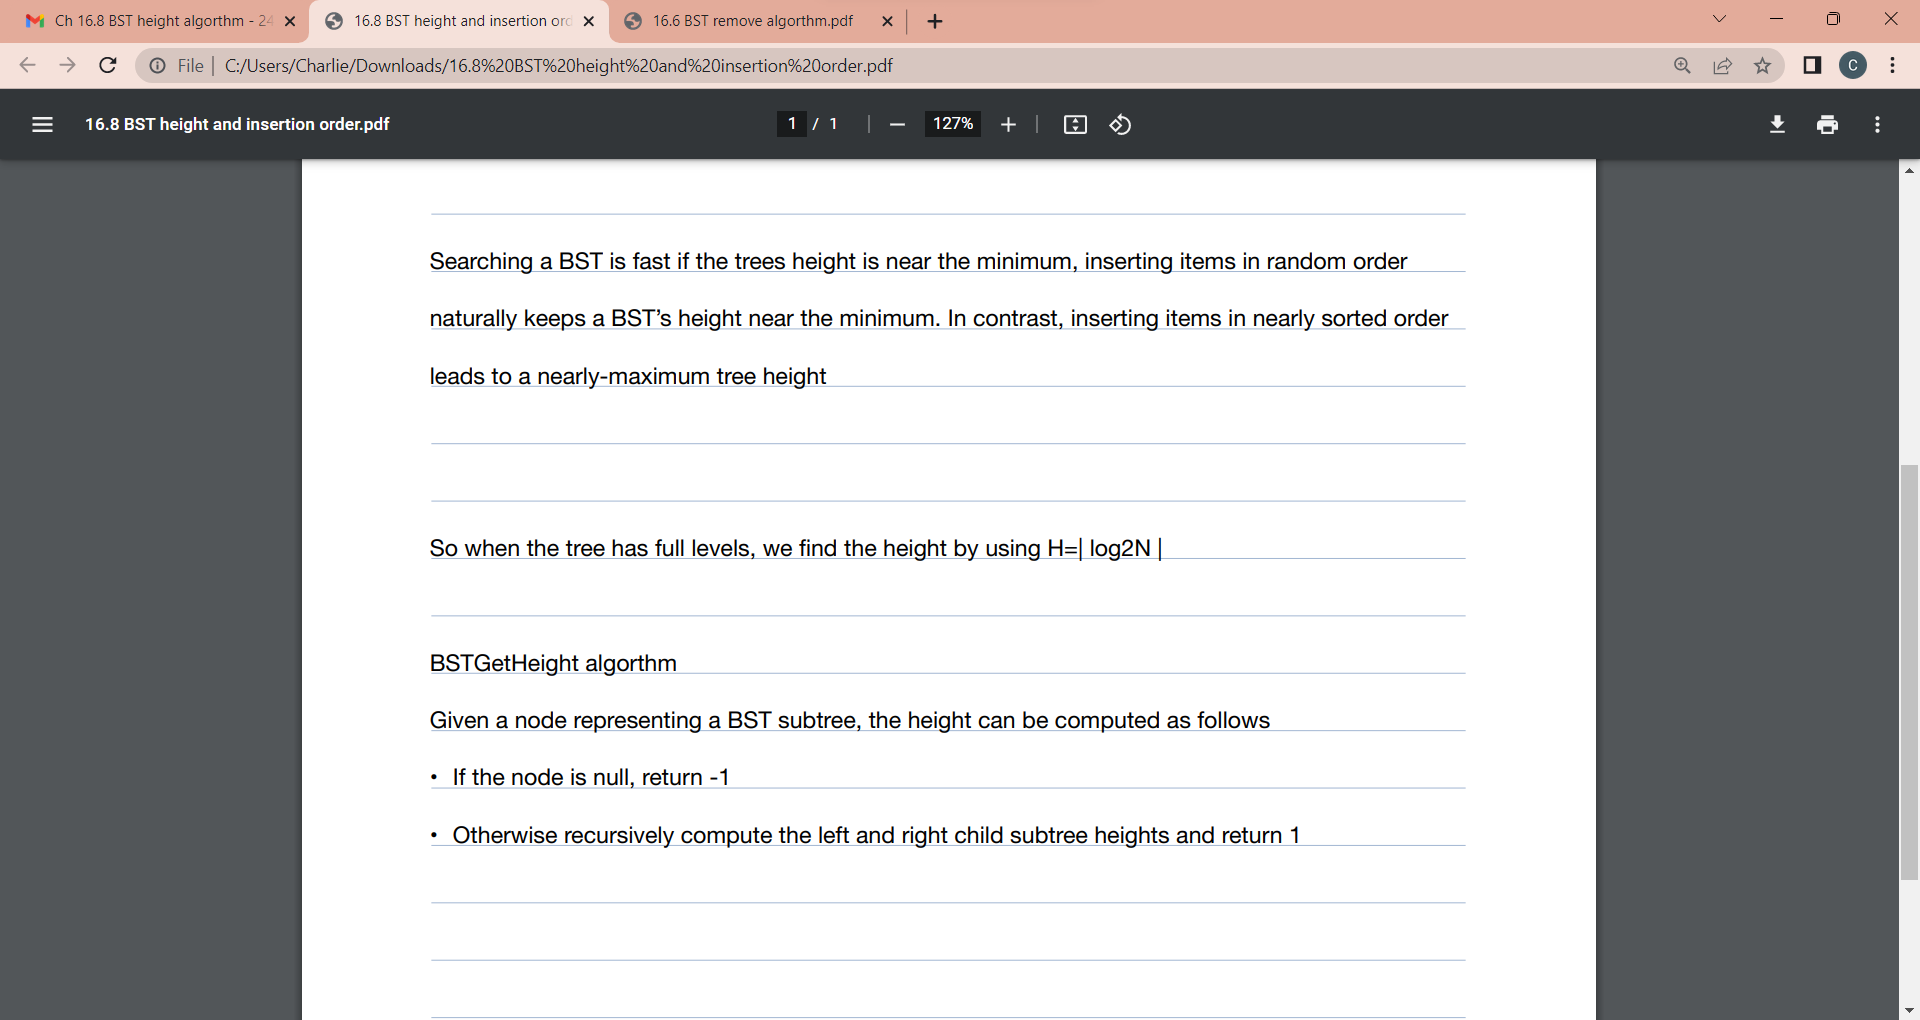 Ch 16.8 BST height algorthm - 24
16.8 BST height and insertion ord
16.6 BST remove algorthm.pdf
File | C:/Users/Charlie/Downloads/16.8%20BST%20height%20and%20insertion%20order.pdf
C
16.8 BST height and insertion order.pdf
1 / 1
127%
Searching a BST is fast if the trees height is near the minimum, inserting items in random order
naturally keeps a BST’s height near the minimum. In contrast, inserting items in nearly sorted order
leads to a nearly-maximum tree height
So when the tree has full levels, we find the height by using H=| log2N |
BSTGetHeight algorthm
Given a node representing a BST subtree, the height can be computed as follows
• If the node is null, return -1
• Otherwise recursively compute the left and right child subtree heights and return 1